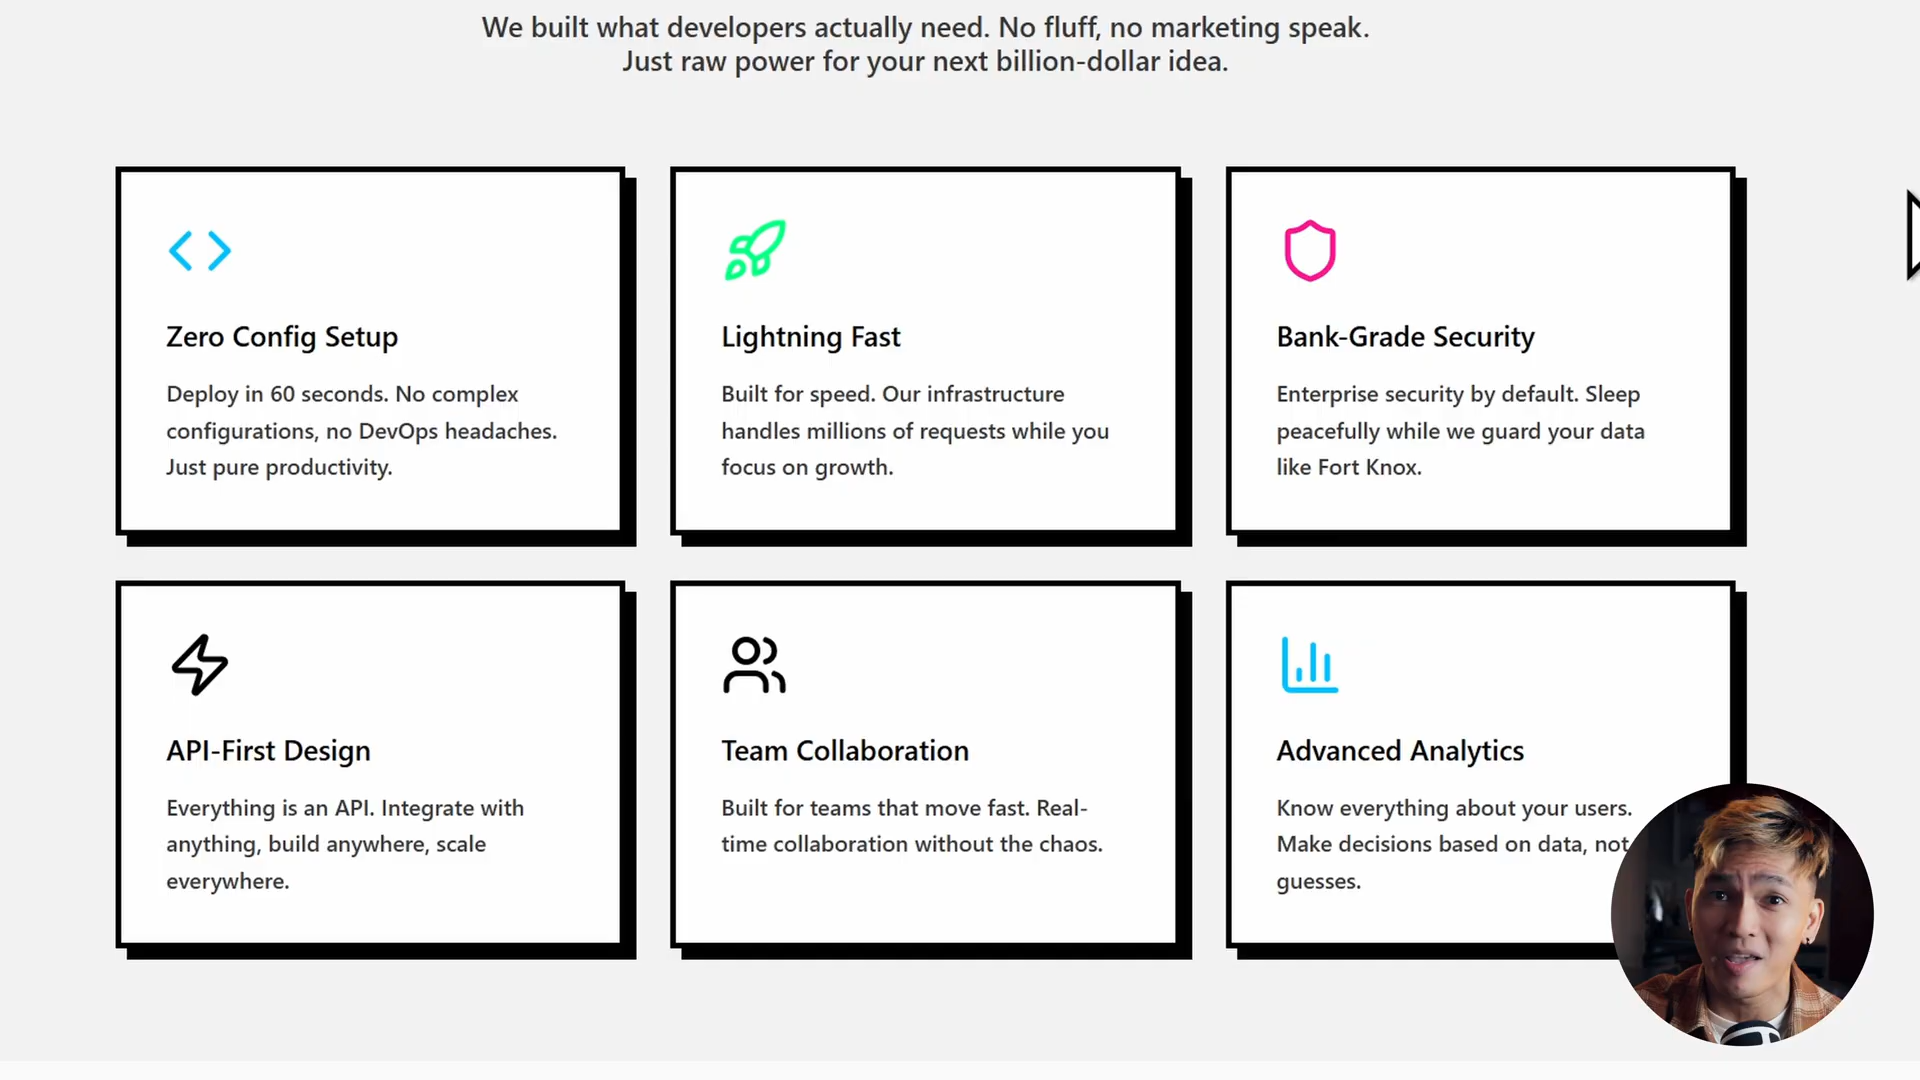 We built what developers actually need. No fluff, no marketing speak.
Just raw power for your next billion-dollar idea.
Zero Config Setup
Deploy in 60 seconds. No complex
configurations, no DevOps headaches.
Just pure productivity.
Lightning Fast
Built for speed. Our infrastructure
handles millions of requests while you
focus on growth.
Bank-Grade Security
Enterprise security by default. Sleep
peacefully while we guard your data
like Fort Knox.
API-First Design
Everything is an API. Integrate with
anything, build anywhere, scale
everywhere.
Team Collaboration
Built for teams that move fast. Real-
time collaboration without the chaos.
Advanced Analytics
Know everything about your users.
Make decisions based on data, not
guesses.